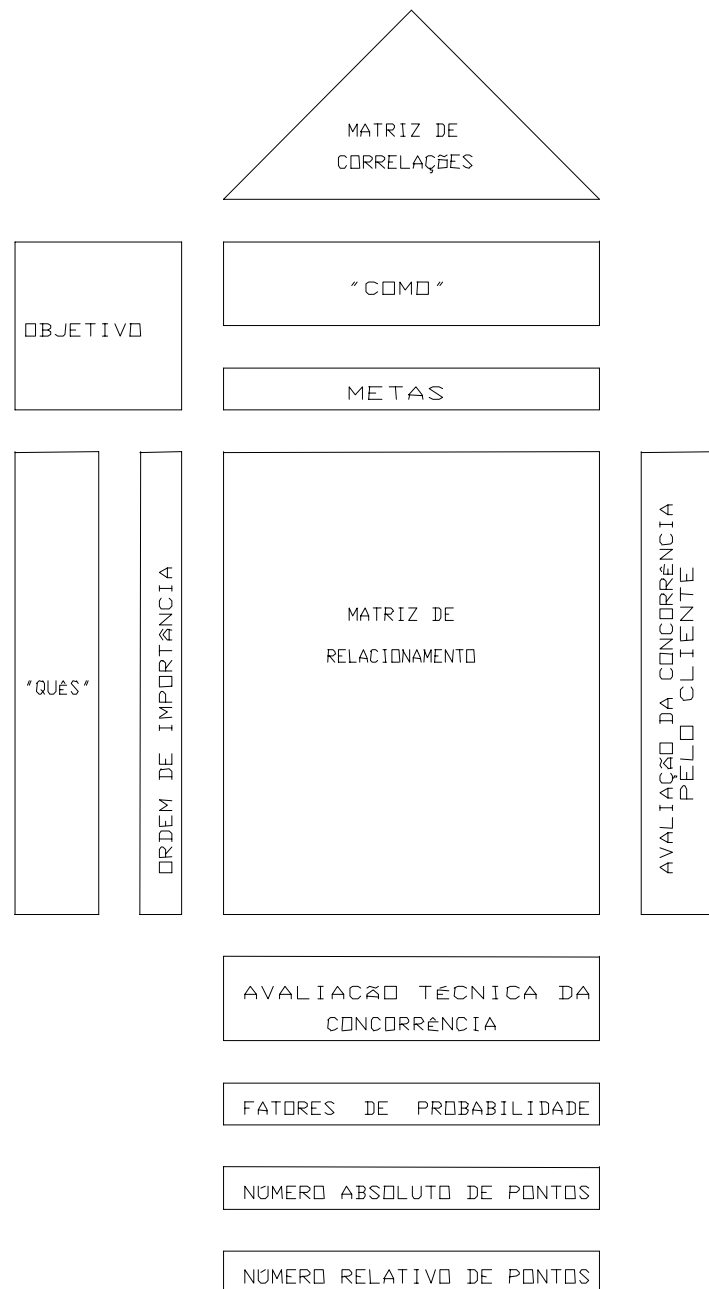 MATRIZ DE
CORRELAÇÕES
"COMO"
OBJETIVO
METAS
"QUÊS"
ORDEM DE IMPORTÂNCIA
MATRIZ DE
RELACIONAMENTO
AVALIAÇÃO DA CONCORRÊNCIA
PELO CLIENTE
AVALIACÃO TÉCNICA DA
CONCORRÊNCIA
FATORES DE PROBABILIDADE
NÚMERO ABSOLUTO DE PONTOS
NÚMERO RELATIVO DE PONTOS